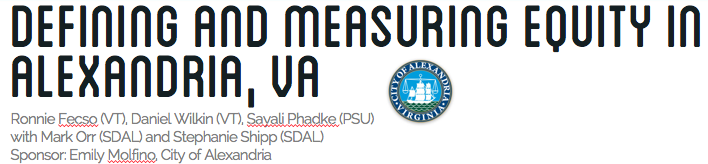 DEFINING AND MEASURING EQUITY IN
ALEXANDRIA, VA
CITY OF ALEXANDRIA
VIRGINIA
Ronnie Fecso (VT), Daniel Wilkin (VT), Sayali Phadke (PSU)
with Mark Orr (SDAL) and Stephanie Shipp (SDAL)
Sponsor: Emily Molfino, City of Alexandria